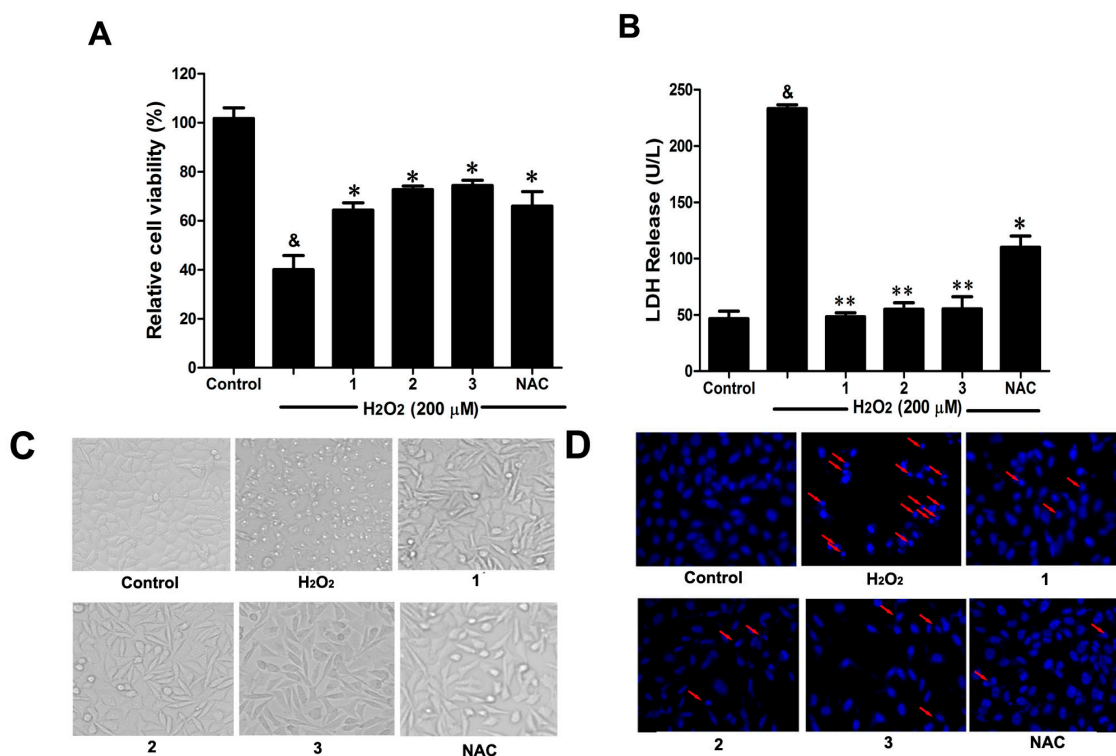 A
Relative cell viability (%)
120
100
80
60
40
20
0
&
*
*
*
*
Control
1
2
3
NAC
H2O2 (200 μM)
B
LDH Release (U/L)
250
200
150
100
50
0
&
**
**
**
*
Control
1
2
3
NAC
H2O2 (200 μM)
C
Control
H2O2
1
2
3
NAC
D
Control
H2O2
1
2
3
NAC